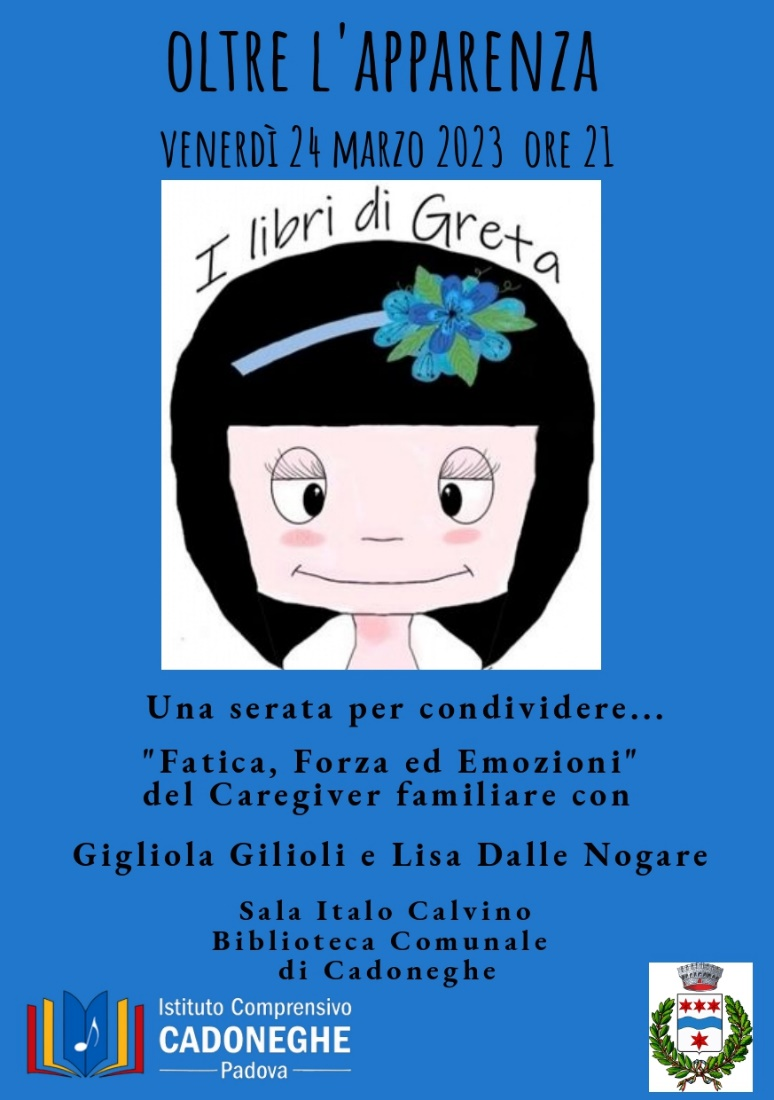 OLTRE L'APPARENZA
VENERDÌ 24 MARZO 2023 ORE 21
I libri di Greta
Una serata per condividere...
"Fatica, Forza ed Emozioni"
del Caregiver familiare con
Gigliola Gilioli e Lisa Dalle Nogare
Sala Italo Calvino
Biblioteca Comunale
di Cadoneghe
Istituto Comprensivo
CADONEGHE
Padova